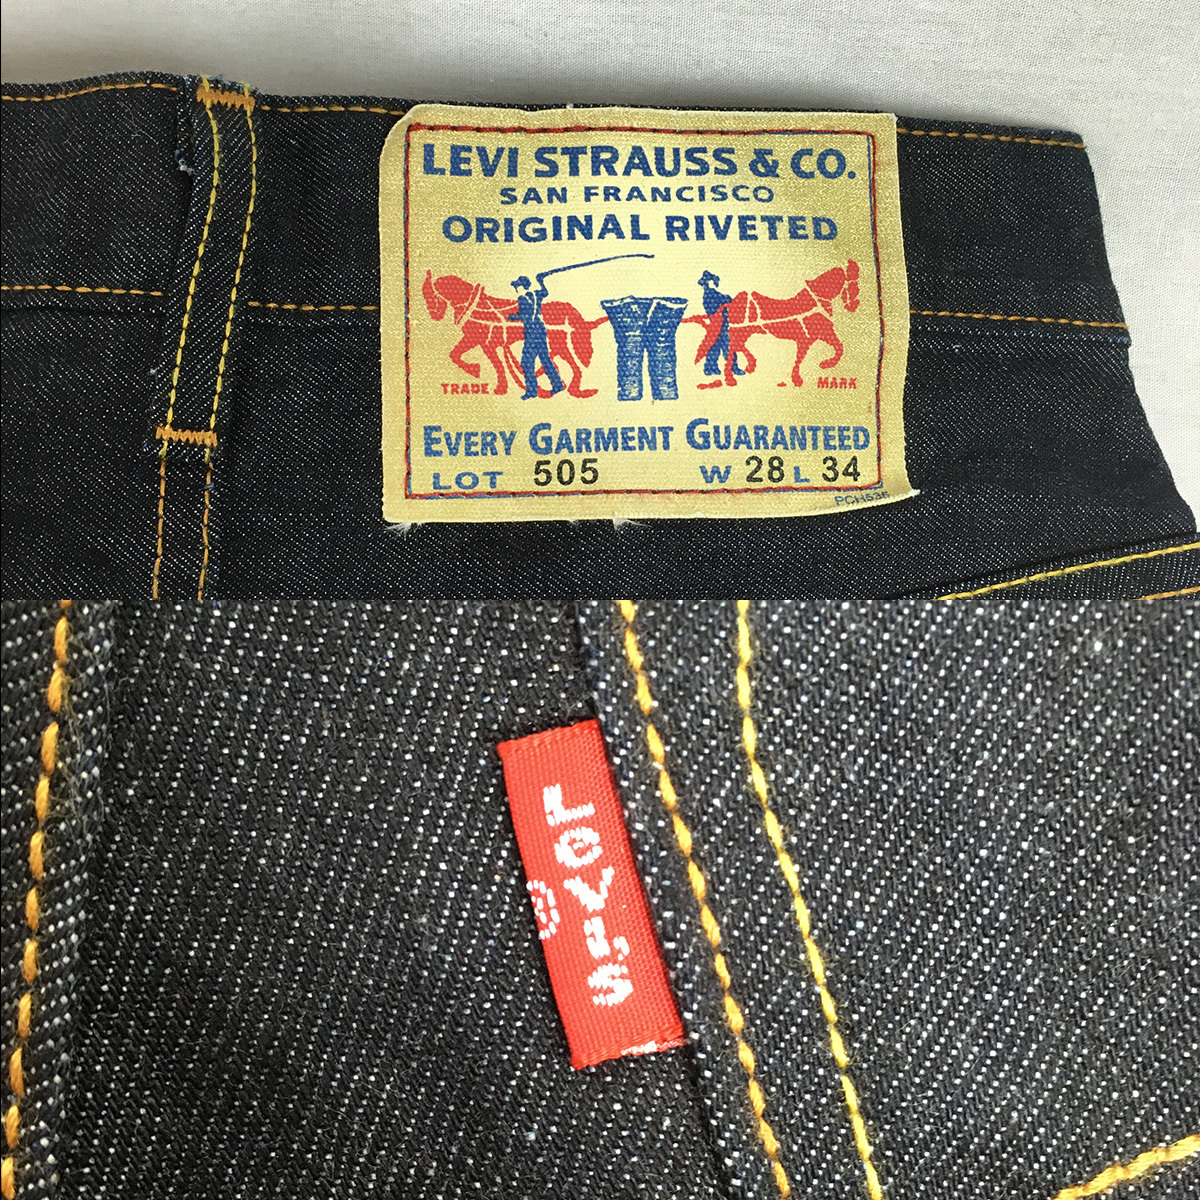 LEVI STRAUSS & CO.
SAN FRANCISCO
ORIGINAL RIVETED
TRADE MARK
EVERY GARMENT GUARANTEED
LOT 505 W 28 L 34
LEVI'S
®